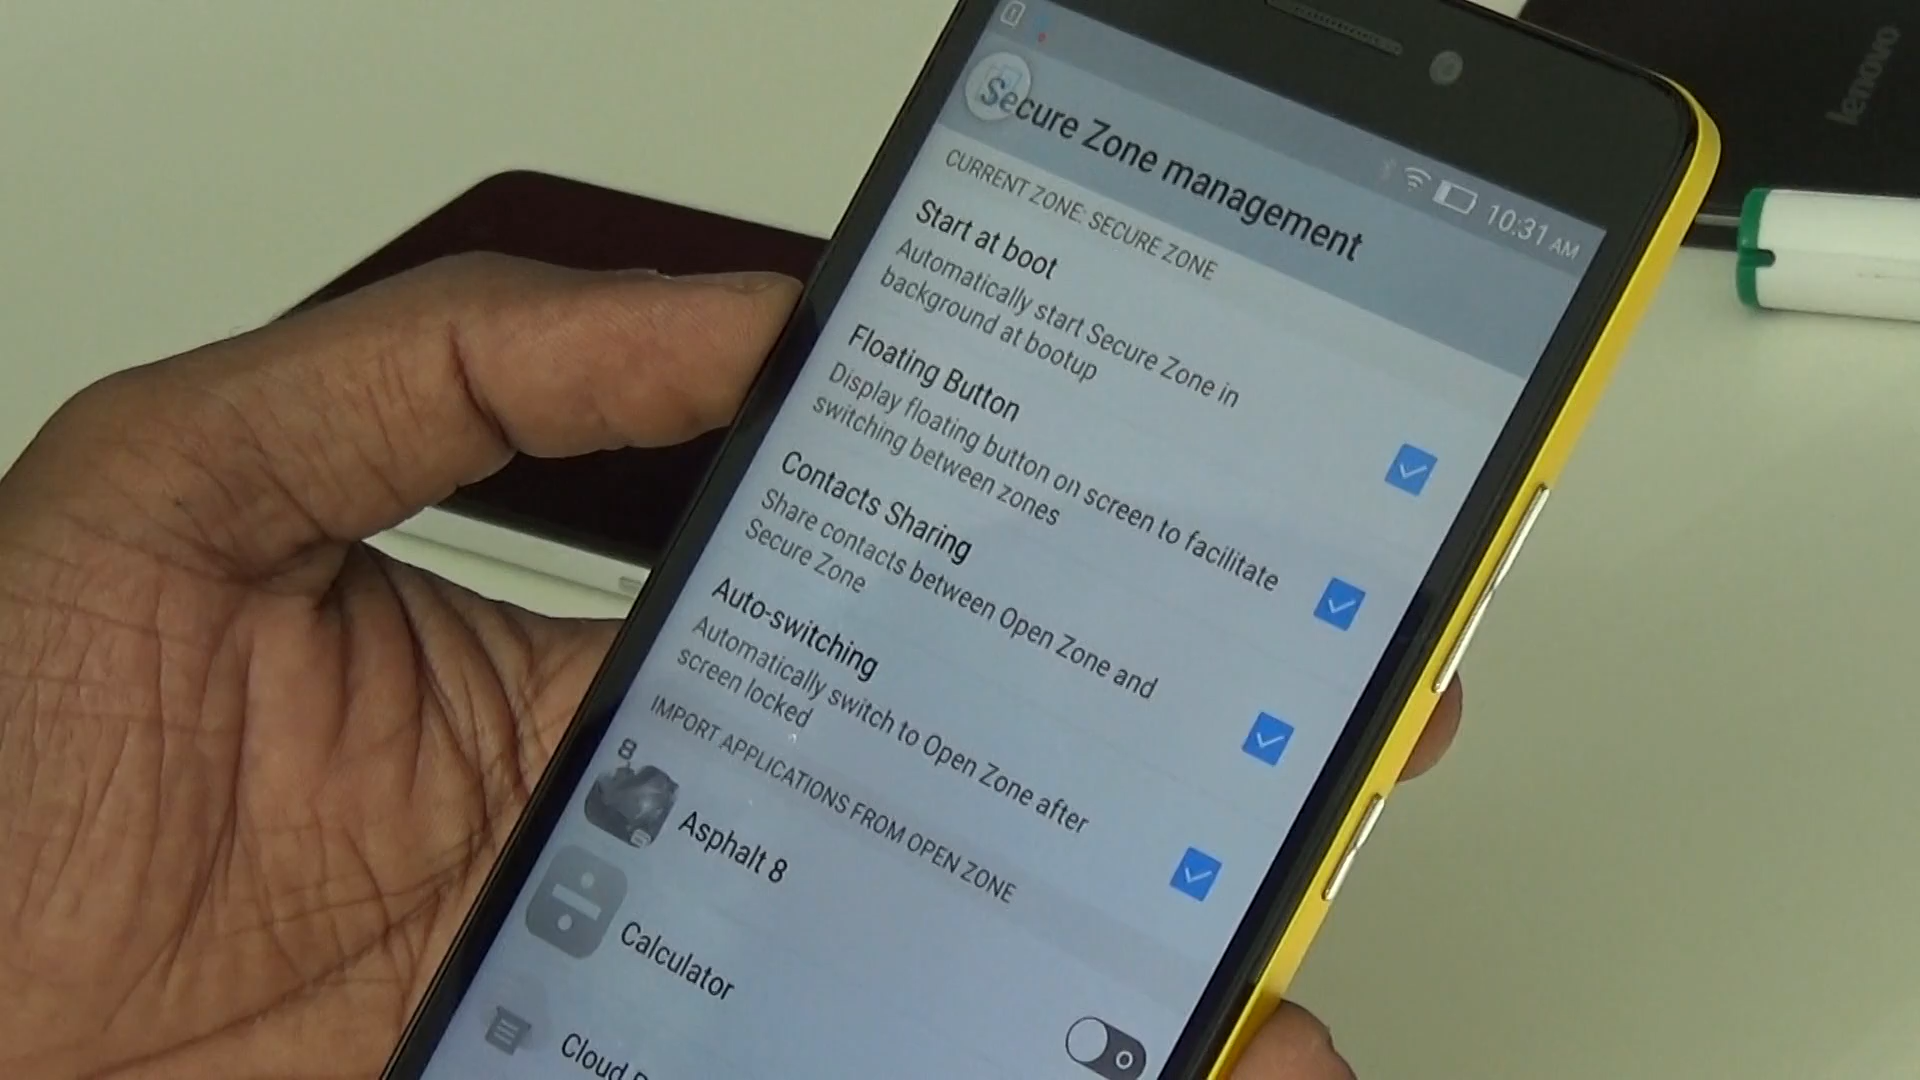 lenovo
10:31 AM
Secure Zone management
CURRENT ZONE: SECURE ZONE
Start at boot
Automatically start Secure Zone in
background at bootup
Floating Button
Display floating button on screen to facilitate
switching between zones
Contacts Sharing
Share contacts between Open Zone and
Secure Zone
Auto-switching
Automatically switch to Open Zone after
screen locked
IMPORT APPLICATIONS FROM OPEN ZONE
8
Asphalt 8
Calculator
Cloud